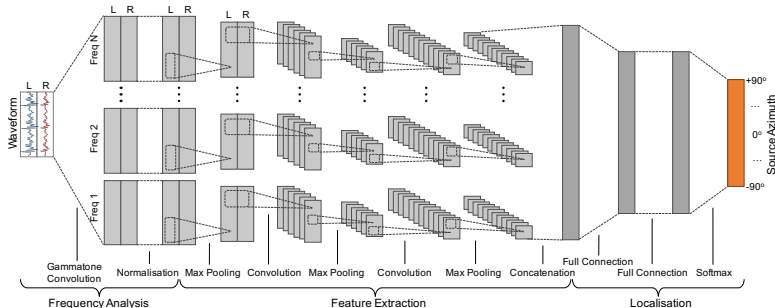 L R
L R
L R
L R
Waveform
Freq N
Freq 2
Freq 1
+90°
...
0°
...
-90°
Source Azimuth
Gammatone Convolution
Normalisation
Max Pooling
Convolution
Max Pooling
Convolution
Max Pooling
Concatenation
Full Connection
Full Connection
Softmax
Frequency Analysis
Feature Extraction
Localisation